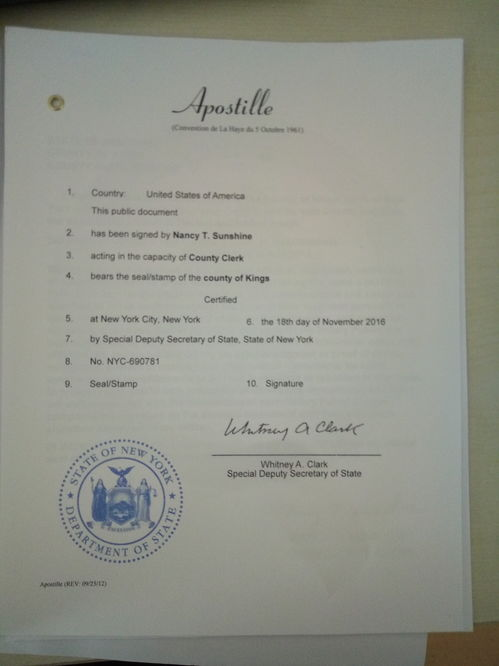 Apostille
(Convention de La Haye du 5 Octobre 1961)
1. Country: United States of America
This public document
2. has been signed by Nancy T. Sunshine
3. acting in the capacity of County Clerk
4. bears the seal/stamp of the county of Kings
Certified
5. at New York City, New York 6. the 18th day of November 2016
7. by Special Deputy Secretary of State, State of New York
8. No. NYC-690781
9. Seal/Stamp 10. Signature
Whitney A Clark
Whitney A. Clark
Special Deputy Secretary of State
STATE OF NEW YORK
EXCELSIOR
DEPARTMENT OF STATE
Apostille (REV: 09/25/12)